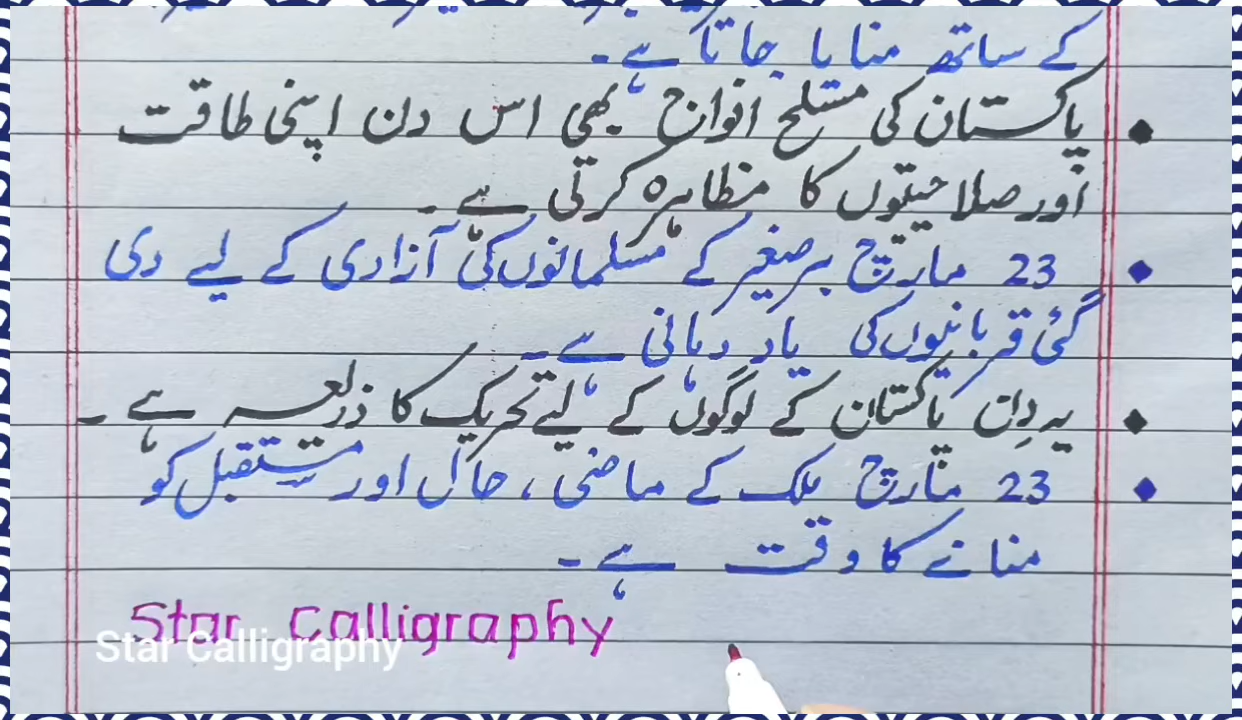 کے ساتھ منایا جاتا ہے۔
پاکستان کی مسلح افواج بھی اس دن اپنی طاقت
اور صلاحیتوں کا مظاہرہ کرتی ہے۔
23 مارچ برصغیر کے مسلمانوں کی آزادی کے لیے دی
گئی قربانیوں کی یاد دہانی ہے۔
یہ دن پاکستان کے لوگوں کے لیے تحریک کا ذریعہ ہے۔
23 مارچ ملک کے ماضی، حال اور مستقبل کو
منانے کا وقت ہے۔
Star Calligraphy
Star Calligraphy